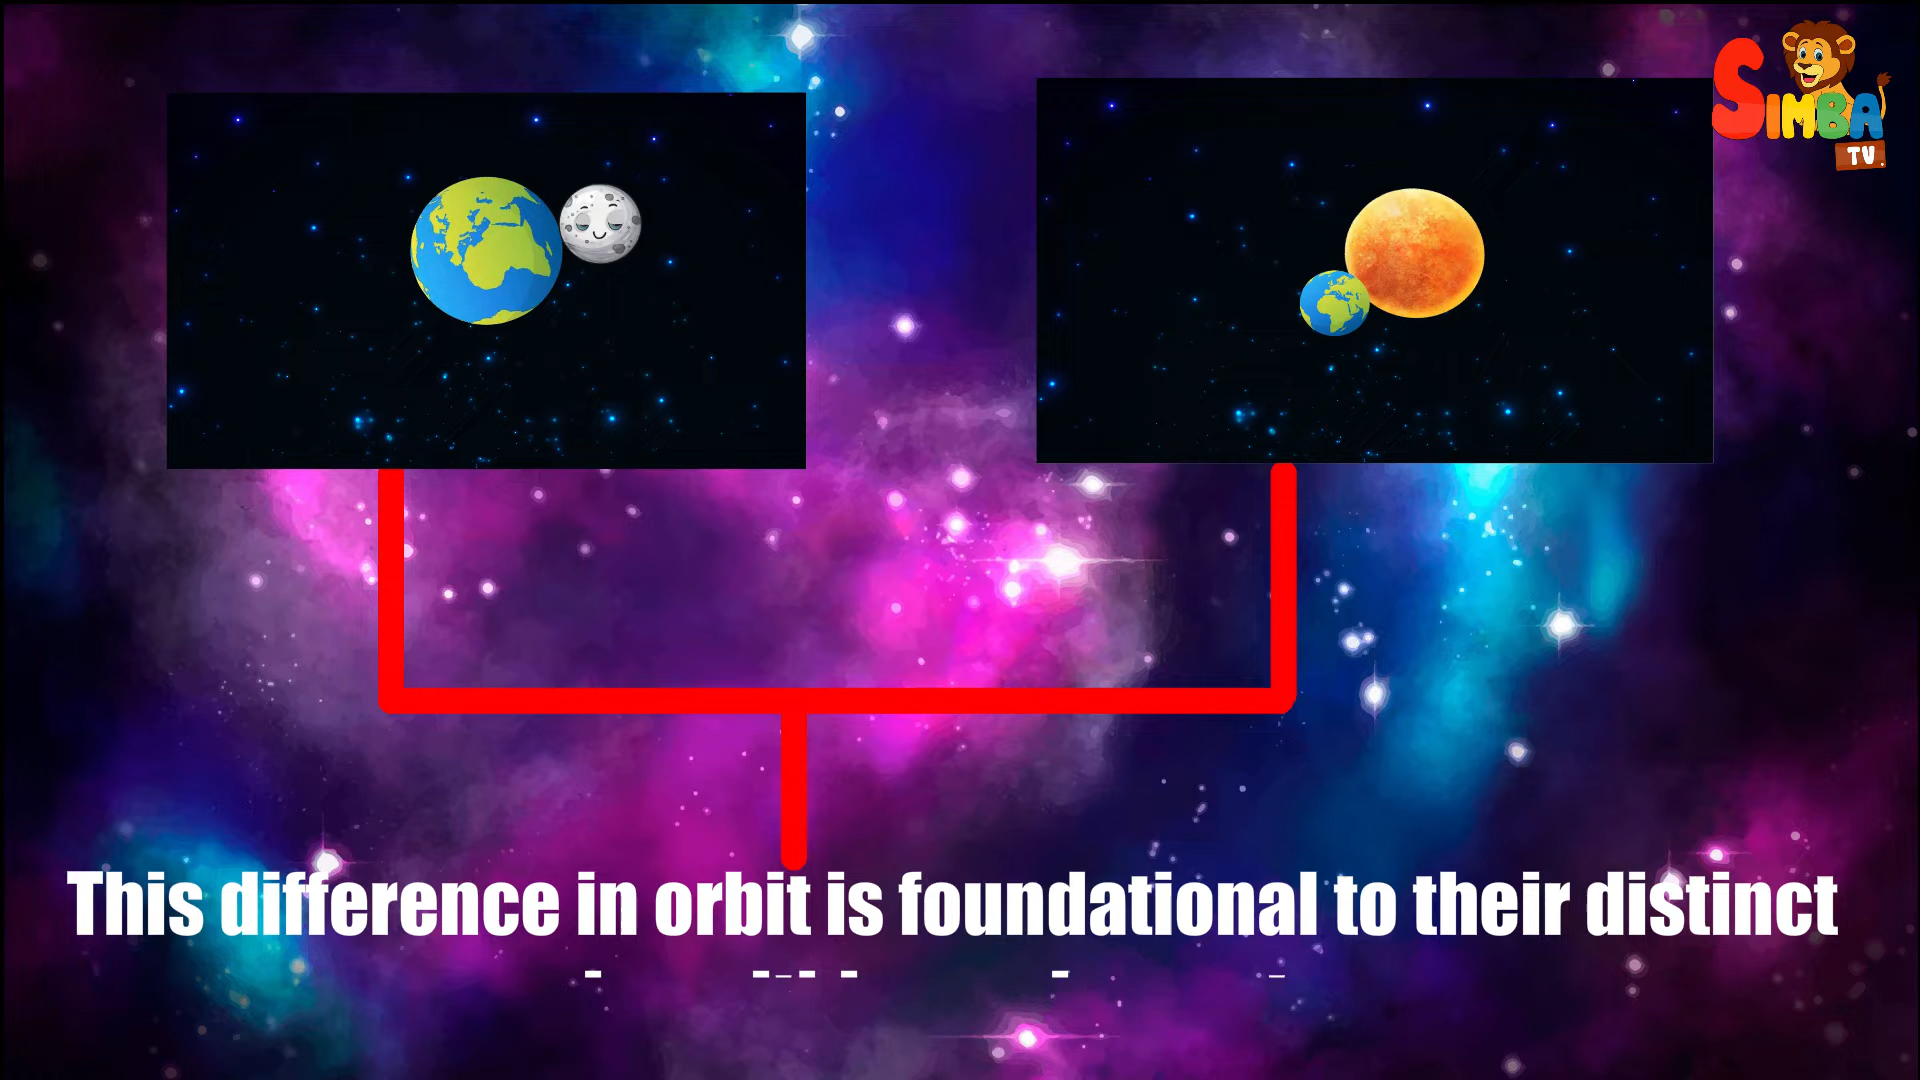 SIMBA
TV
This difference in orbit is foundational to their distinct